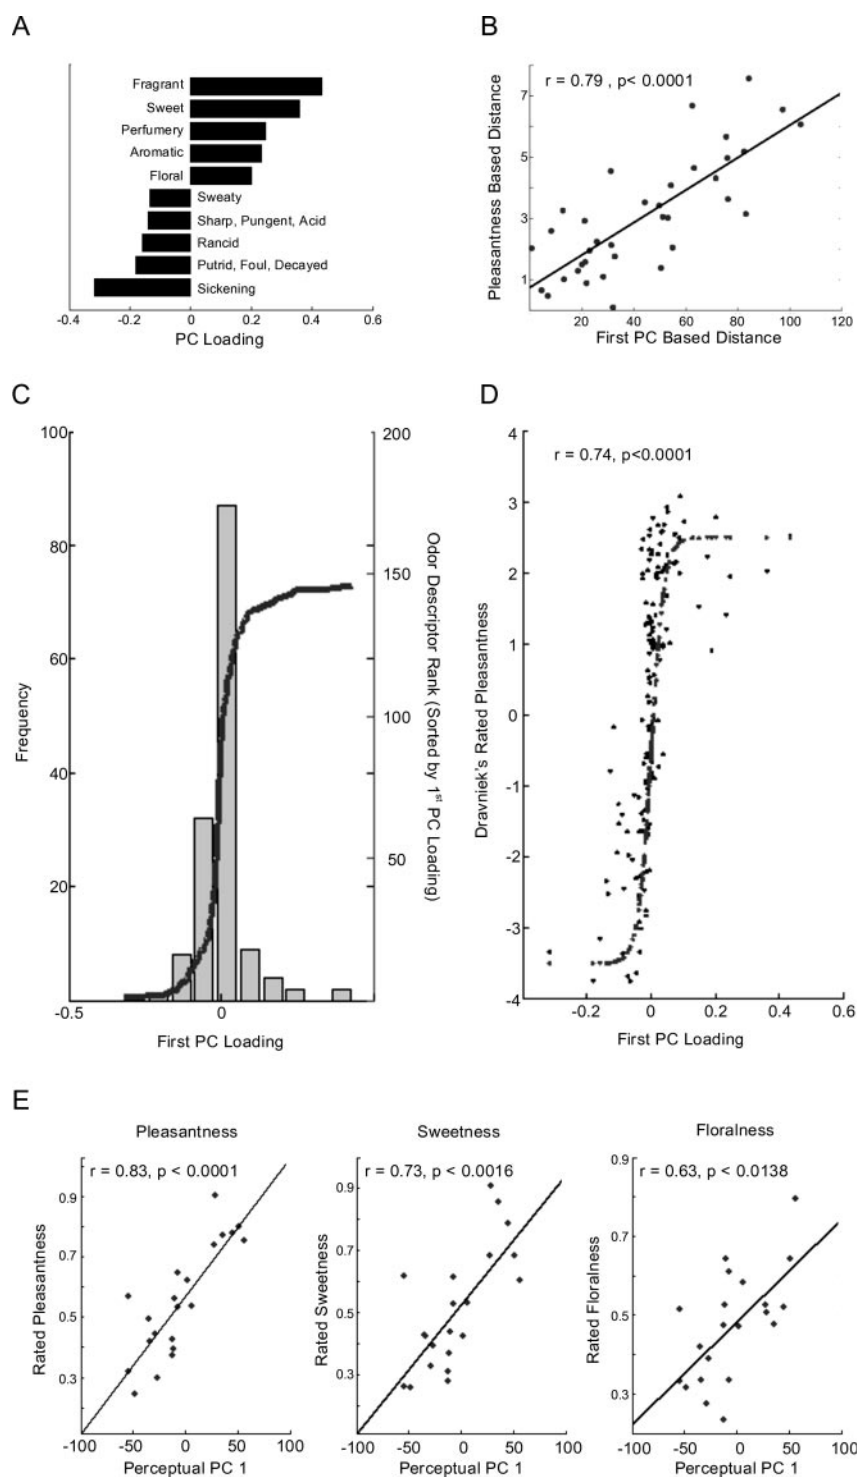 A
Fragrant
Sweet
Perfumery
Aromatic
Floral
Sweaty
Sharp, Pungent, Acid
Rancid
Putrid, Foul, Decayed
Sickening
-0.4 -0.2 0 0.2 0.4 0.6
PC Loading
B
r = 0.79 , p< 0.0001
Pleasantness Based Distance
7
5
3
1
20 40 60 80 100 120
First PC Based Distance
C
100
80
60
40
20
Frequency
200
150
100
50
Odor Descriptor Rank (Sorted by 1st PC Loading)
-0.5 0
First PC Loading
D
r = 0.74, p<0.0001
4
3
2
1
0
-1
-2
-3
-4
Dravniek's Rated Pleasantness
-0.2 0 0.2 0.4 0.6
First PC Loading
E
Pleasantness
r = 0.83, p < 0.0001
0.9
0.7
0.5
0.3
Rated Pleasantness
-100 -50 0 50 100
Perceptual PC 1
Sweetness
r = 0.73, p < 0.0016
0.9
0.7
0.5
0.3
Rated Sweetness
-100 -50 0 50 100
Perceptual PC 1
Floralness
r = 0.63, p < 0.0138
0.9
0.7
0.5
0.3
Rated Floralness
-100 -50 0 50 100
Perceptual PC 1